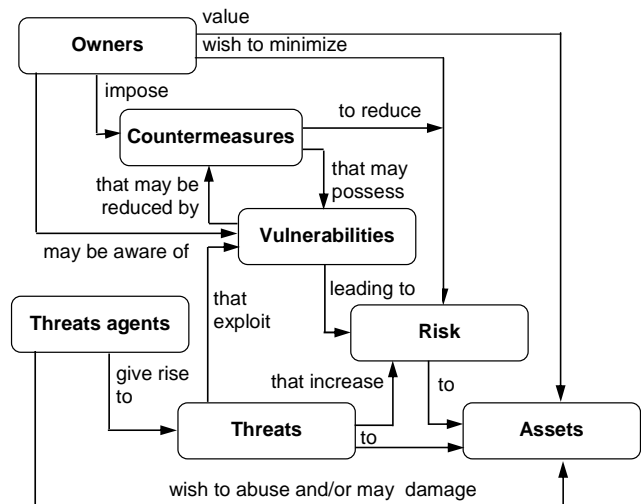 value
Owners
wish to minimize
impose
to reduce
Countermeasures
that may be
reduced by
that may
possess
Vulnerabilities
may be aware of
that
exploit
leading to
Threats agents
Risk
give rise
to
that increase
to
Threats
to
Assets
wish to abuse and/or may damage